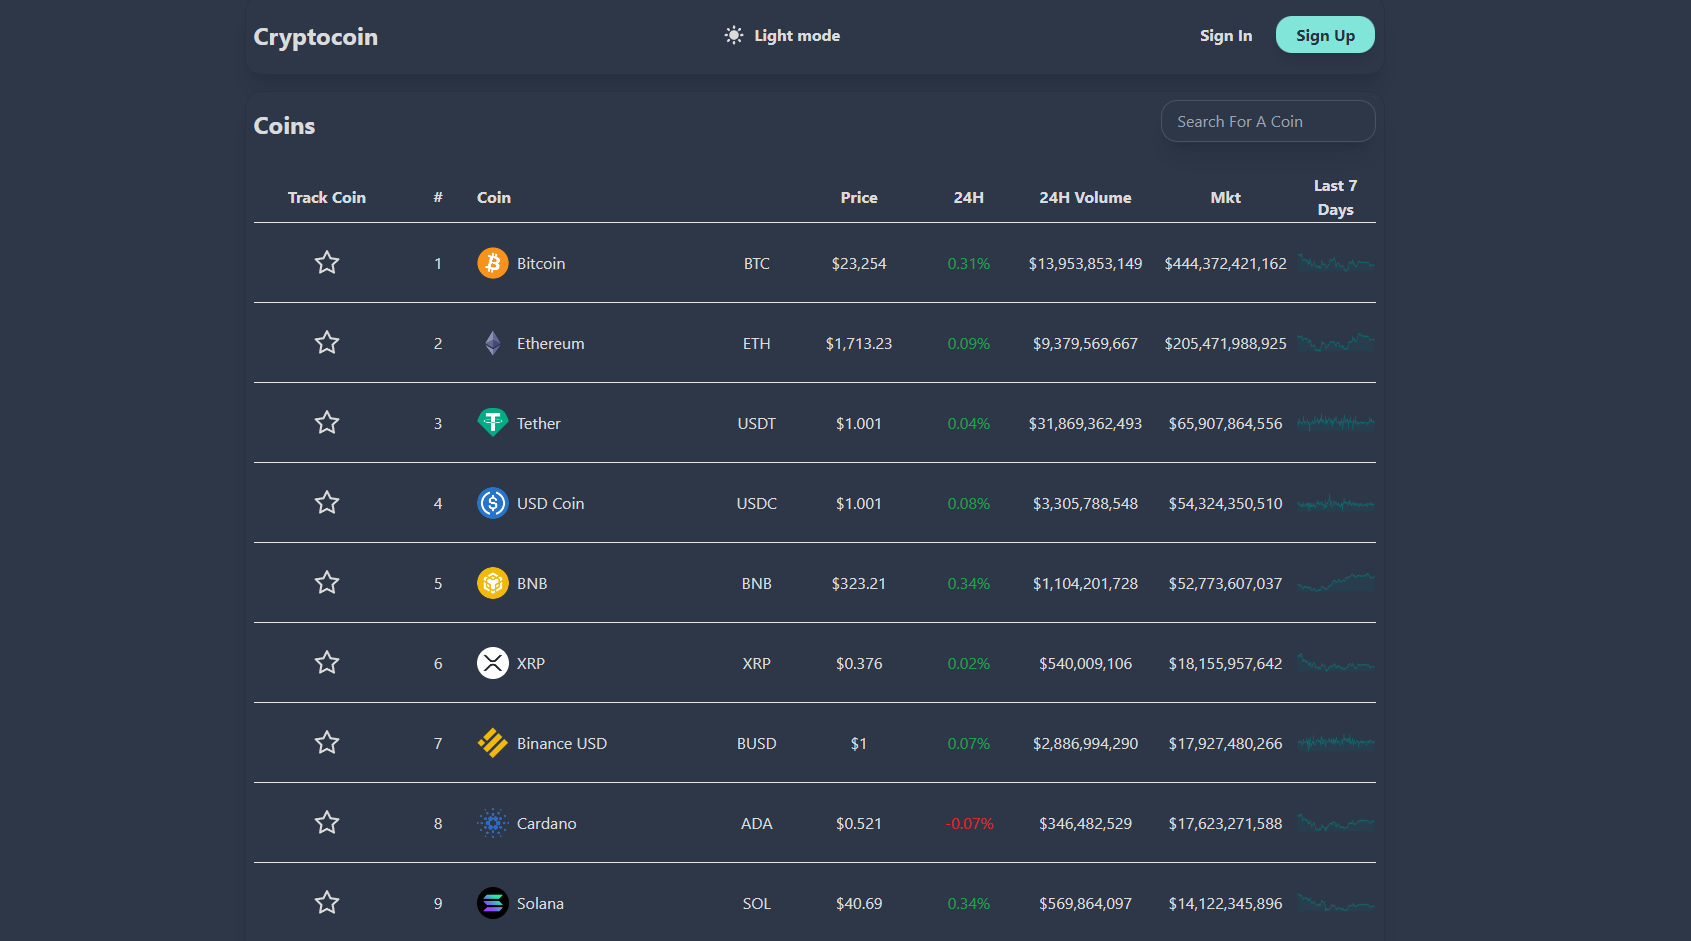 Cryptocoin Light mode Sign In Sign Up
Coins Search For A Coin
Track Coin # Coin Price 24H 24H Volume Mkt Last 7
Days
1 Bitcoin BTC $23,254 0.31% $13,953,853,149 $444,372,421,162
2 Ethereum ETH $1,713.23 0.09% $9,379,569,667 $205,471,988,925
3 Tether USDT $1.001 0.04% $31,869,362,493 $65,907,864,556
4 USD Coin USDC $1.001 0.08% $3,305,788,548 $54,324,350,510
5 BNB BNB $323.21 0.34% $1,104,201,728 $52,773,607,037
6 XRP XRP $0.376 0.02% $540,009,106 $18,155,957,642
7 Binance USD BUSD $1 0.07% $2,886,994,290 $17,927,480,266
8 Cardano ADA $0.521 -0.07% $346,482,529 $17,623,271,588
9 Solana SOL $40.69 0.34% $569,864,097 $14,122,345,896